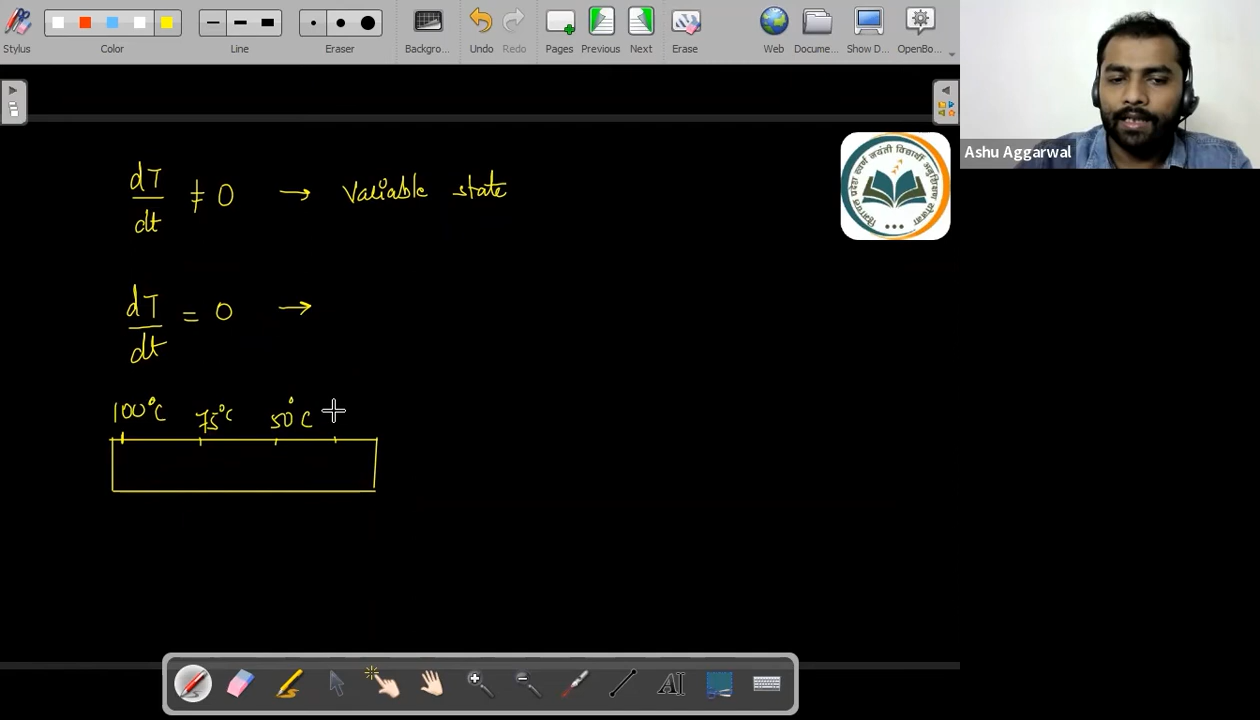 Stylus Color Line Eraser Backgro... Undo Redo Pages Previous Next Erase Web Docume... Show D... OpenBo...
Ashu Aggarwal
dT/dt ≠ 0 → Variable state
dT/dt = 0 →
100°C 75°C 50°C